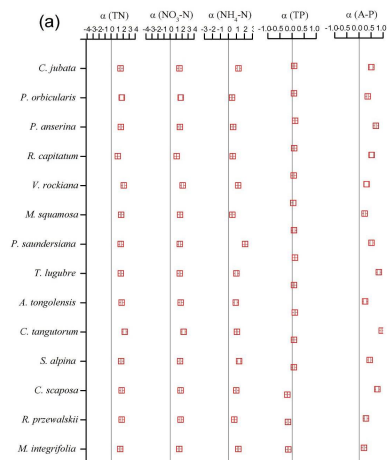 (a)
α (TN) α (NO3-N) α (NH4-N) α (TP) α (A-P)
-4-3-2-1 0 1 2 3 4 -4-3-2-1 0 1 2 3 4 -3-2-1 0 1 2 3 -1.0-0.5 0.0 0.5 1.0 -1.0-0.5 0.0 0.5 1.0
C. jubata
P. orbicularis
P. anserina
R. capitatum
V. rockiana
M. squamosa
P. saundersiana
T. lugubre
A. tongolensis
C. tangutorum
S. alpina
C. scaposa
R. przewalskii
M. integrifolia